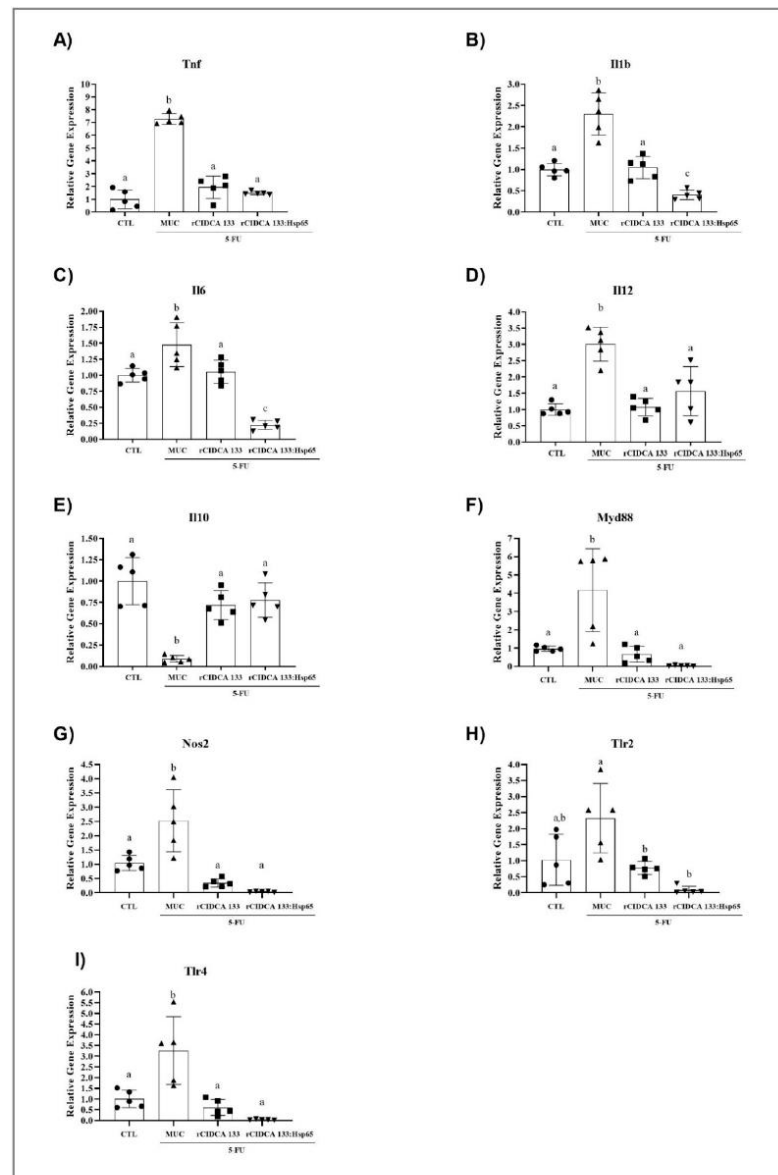 A)
Tnf
Relative Gene Expression
10
9
8
7
6
5
4
3
2
1
0
a
b
a
a
CTL MUC rCIDCA 133 rCIDCA 133:Hsp65
5-FU
B)
Il1b
Relative Gene Expression
3.0
2.5
2.0
1.5
1.0
0.5
0.0
a
b
a
c
CTL MUC rCIDCA 133 rCIDCA 133:Hsp65
5-FU
C)
Il6
Relative Gene Expression
2.00
1.75
1.50
1.25
1.00
0.75
0.50
0.25
0.00
a
b
a
c
CTL MUC rCIDCA 133 rCIDCA 133:Hsp65
5-FU
D)
Il12
Relative Gene Expression
4.0
3.5
3.0
2.5
2.0
1.5
1.0
0.5
0.0
a
b
a
a
CTL MUC rCIDCA 133 rCIDCA 133:Hsp65
5-FU
E)
Il10
Relative Gene Expression
1.50
1.25
1.00
0.75
0.50
0.25
0.00
a
b
a
a
CTL MUC rCIDCA 133 rCIDCA 133:Hsp65
5-FU
F)
Myd88
Relative Gene Expression
7
6
5
4
3
2
1
0
a
b
a
a
CTL MUC rCIDCA 133 rCIDCA 133:Hsp65
5-FU
G)
Nos2
Relative Gene Expression
4.5
4.0
3.5
3.0
2.5
2.0
1.5
1.0
0.5
0.0
a
b
a
a
CTL MUC rCIDCA 133 rCIDCA 133:Hsp65
5-FU
H)
Tlr2
Relative Gene Expression
4.0
3.5
3.0
2.5
2.0
1.5
1.0
0.5
0.0
a,b
a
b
b
CTL MUC rCIDCA 133 rCIDCA 133:Hsp65
5-FU
I)
Tlr4
Relative Gene Expression
6.0
5.5
5.0
4.5
4.0
3.5
3.0
2.5
2.0
1.5
1.0
0.5
0.0
a
b
a
a
CTL MUC rCIDCA 133 rCIDCA 133:Hsp65
5-FU